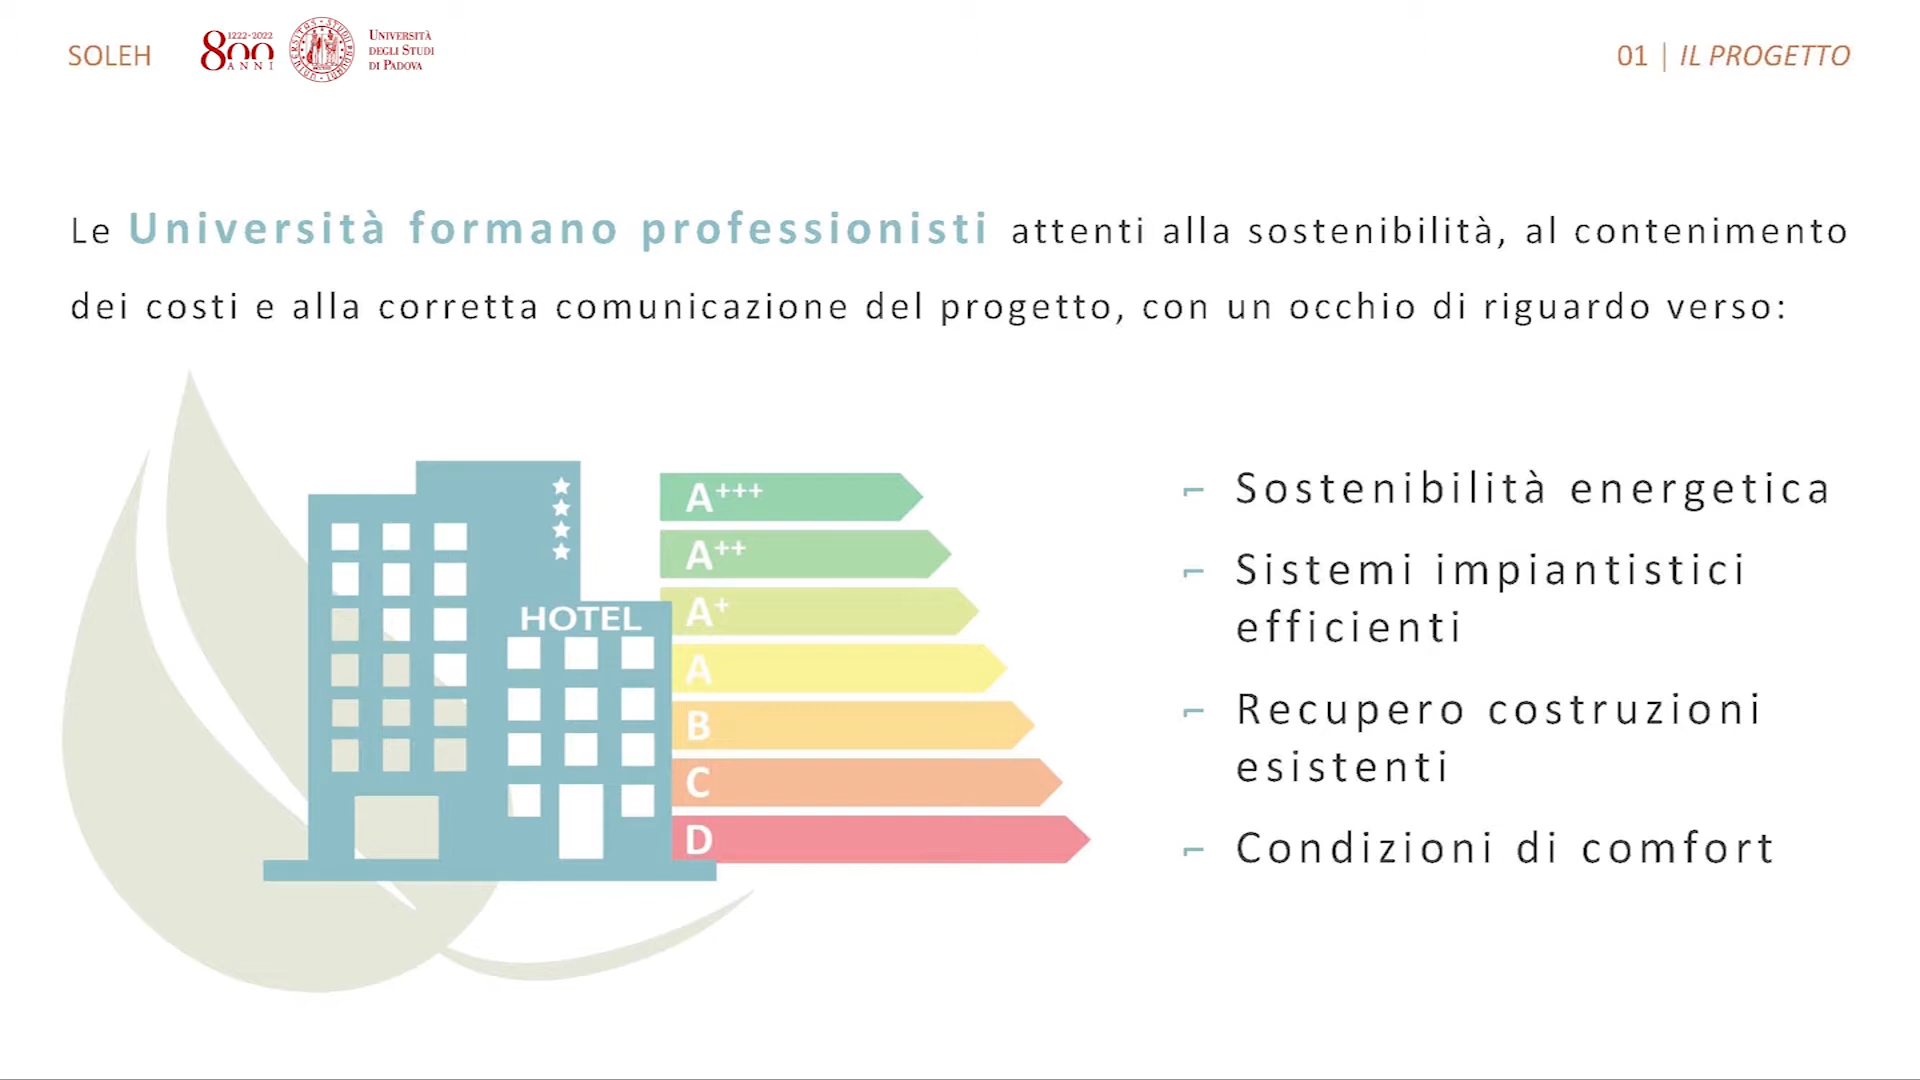 SOLEH
1222-2022
800
ANNI
UNIVERSITÀ
DEGLI STUDI
DI PADOVA
01 | IL PROGETTO
Le Università formano professionisti attenti alla sostenibilità, al contenimento
dei costi e alla corretta comunicazione del progetto, con un occhio di riguardo verso:
HOTEL
A+++
A++
A+
A
B
C
D
⌐ Sostenibilità energetica
⌐ Sistemi impiantistici
efficienti
⌐ Recupero costruzioni
esistenti
⌐ Condizioni di comfort